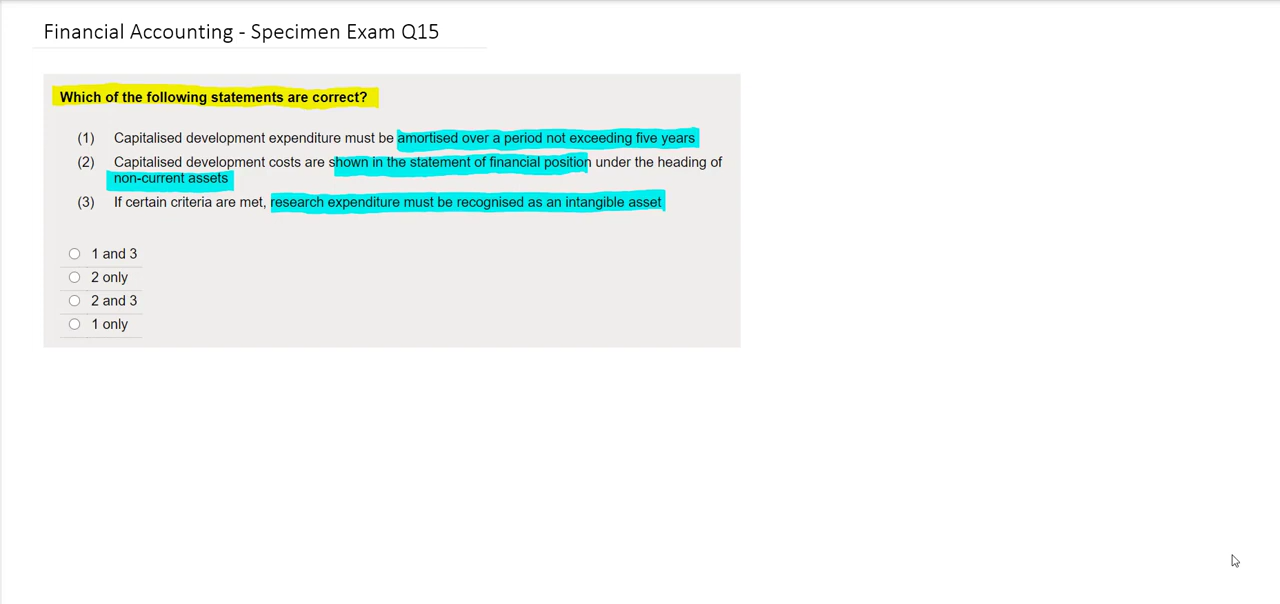 Financial Accounting - Specimen Exam Q15
Which of the following statements are correct?
(1) Capitalised development expenditure must be amortised over a period not exceeding five years
(2) Capitalised development costs are shown in the statement of financial position under the heading of
non-current assets
(3) If certain criteria are met, research expenditure must be recognised as an intangible asset
1 and 3
2 only
2 and 3
1 only